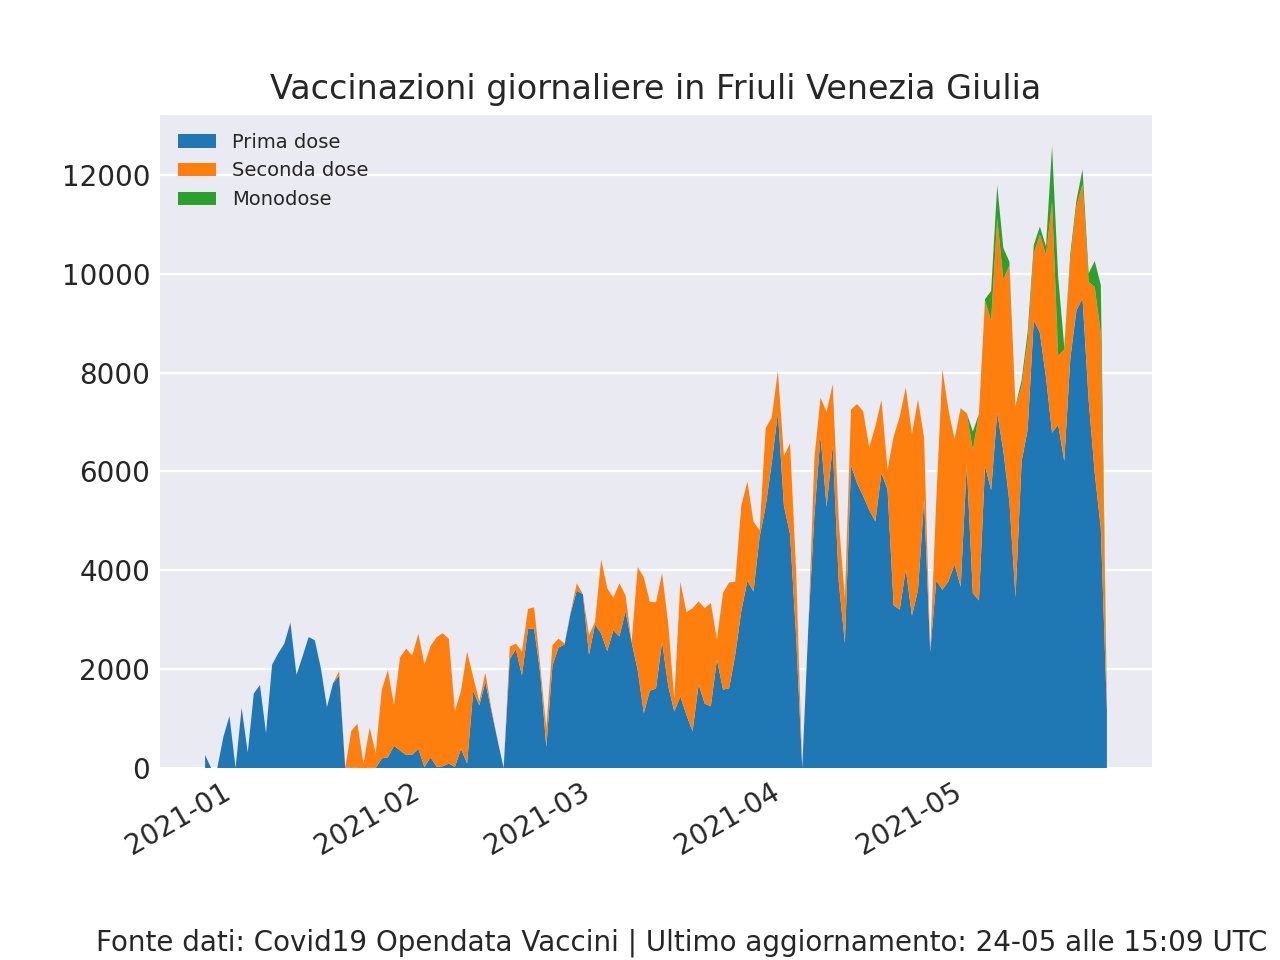 Vaccinazioni giornaliere in Friuli Venezia Giulia
Prima dose
Seconda dose
Monodose
12000
10000
8000
6000
4000
2000
0
2021-01
2021-02
2021-03
2021-04
2021-05
Fonte dati: Covid19 Opendata Vaccini | Ultimo aggiornamento: 24-05 alle 15:09 UTC